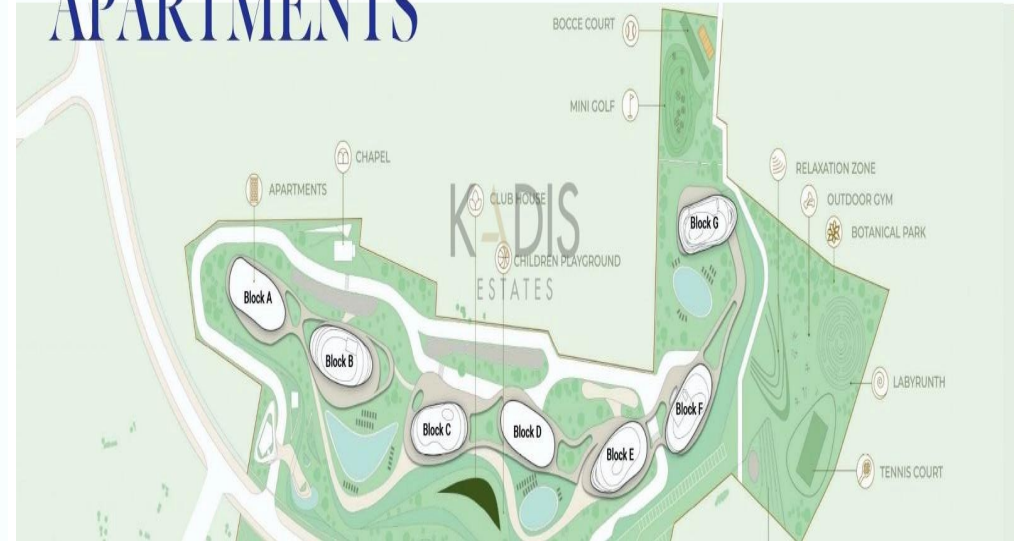 APARTMENTS
BOCCE COURT
MINI GOLF
CHAPEL
APARTMENTS
CLUB HOUSE
KADIS
ESTATES
CHILDREN PLAYGROUND
RELAXATION ZONE
OUTDOOR GYM
BOTANICAL PARK
Block G
Block A
Block B
Block C
Block D
Block E
Block F
LABYRUNTH
TENNIS COURT